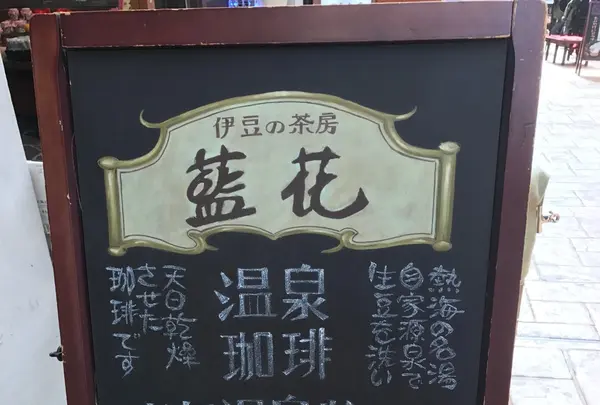 伊豆の茶房
藍花
温泉
珈琲
熱海の名湯
自家源泉で
生豆を洗い
天日乾燥
させた
珈琲です